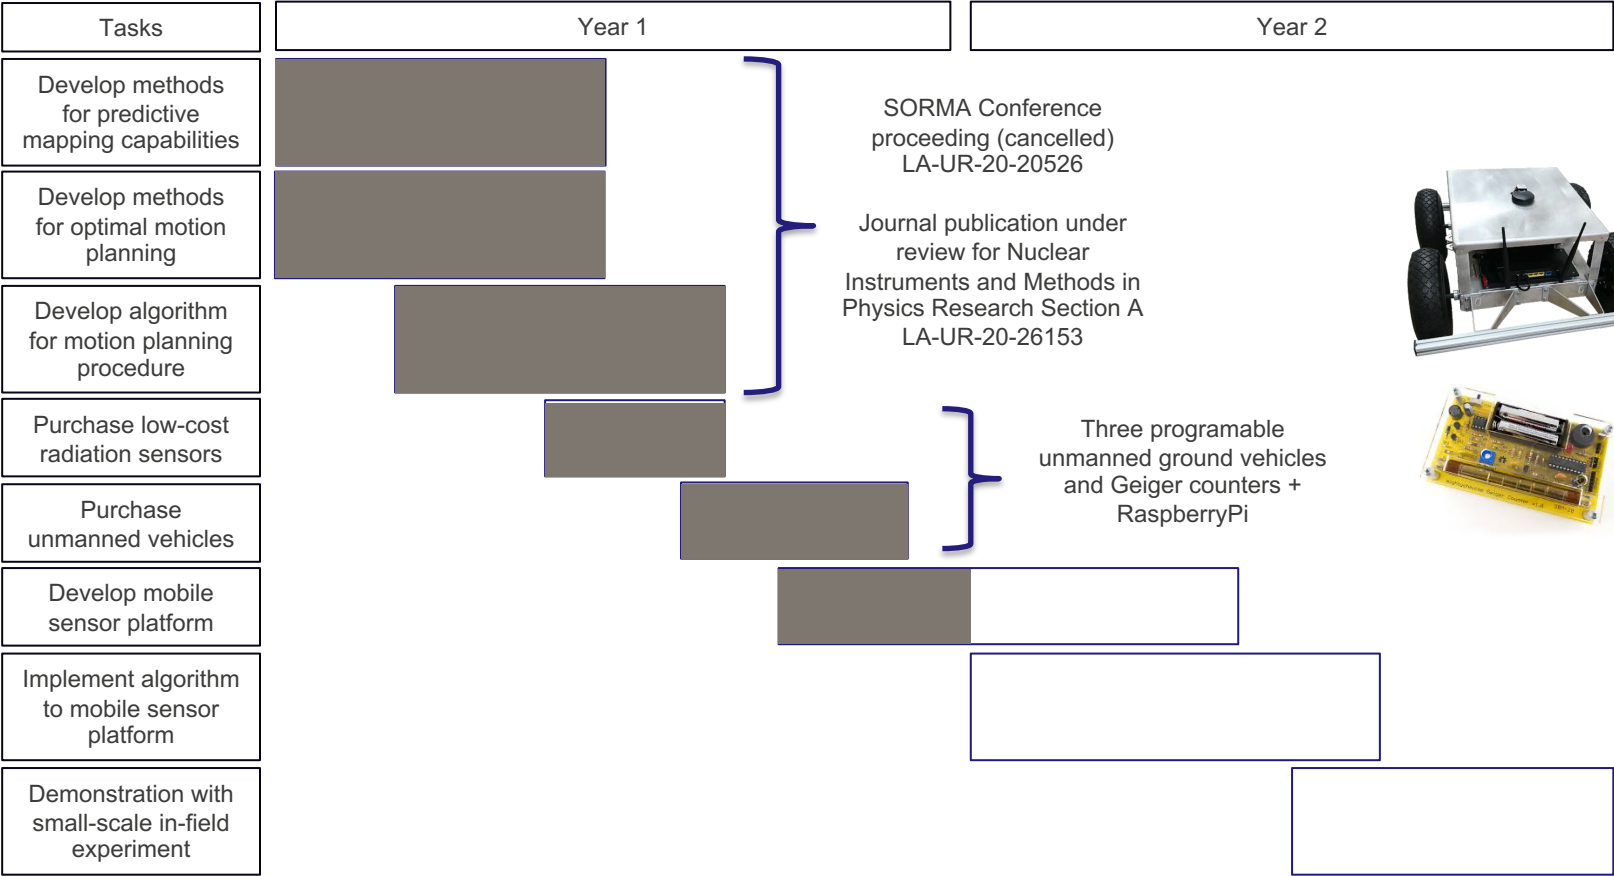 Tasks
Year 1
Year 2
Develop methods
for predictive
mapping capabilities
Develop methods
for optimal motion
planning
Develop algorithm
for motion planning
procedure
Purchase low-cost
radiation sensors
Purchase
unmanned vehicles
Develop mobile
sensor platform
Implement algorithm
to mobile sensor
platform
Demonstration with
small-scale in-field
experiment
SORMA Conference
proceeding (cancelled)
LA-UR-20-20526
Journal publication under
review for Nuclear
Instruments and Methods in
Physics Research Section A
LA-UR-20-26153
Three programable
unmanned ground vehicles
and Geiger counters +
RaspberryPi
Geiger Counter